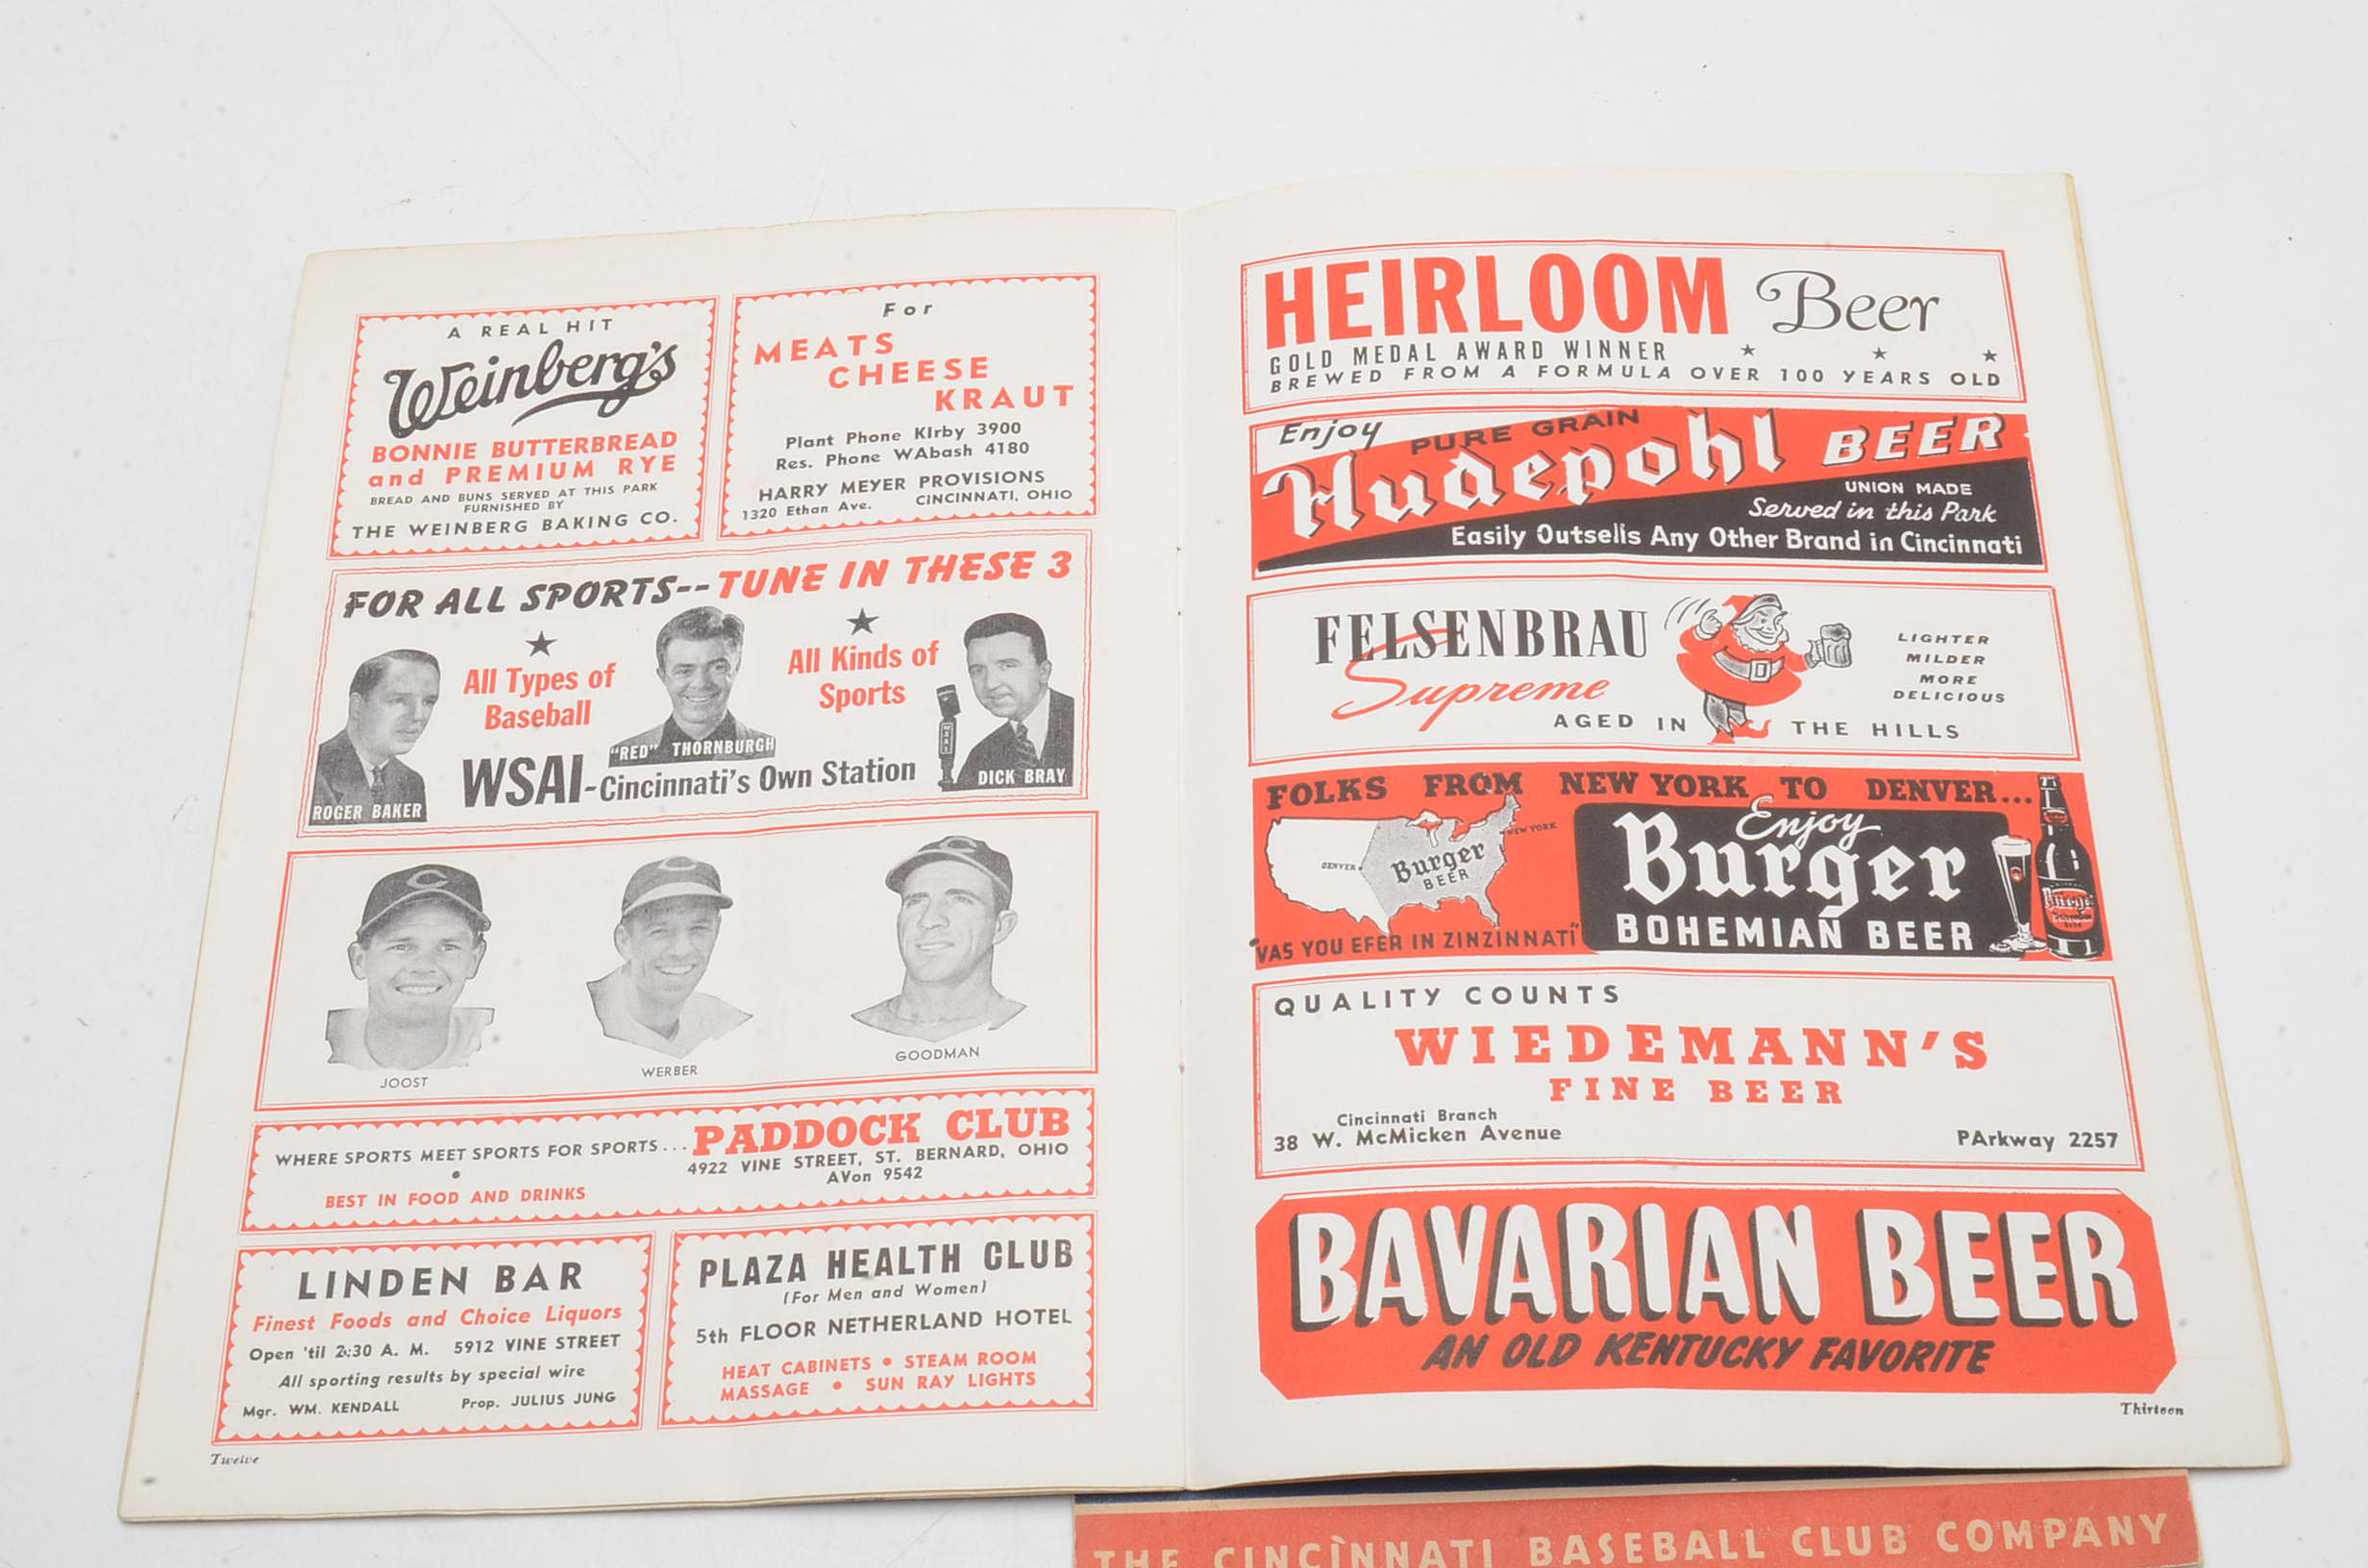 A REAL HIT
Weinberg's
BONNIE BUTTERBREAD
and PREMIUM RYE
BREAD AND BUNS SERVED AT THIS PARK
FURNISHED BY
THE WEINBERG BAKING CO.
For
MEATS
CHEESE
KRAUT
Plant Phone KIrby 3900
Res. Phone WAbash 4180
HARRY MEYER PROVISIONS
1320 Ethan Ave. CINCINNATI, OHIO
FOR ALL SPORTS--TUNE IN THESE 3
All Types of
Baseball
All Kinds of
Sports
"RED" THORNBURGH
WSAI-Cincinnati's Own Station
ROGER BAKER
DICK BRAY
JOOST
WERBER
GOODMAN
WHERE SPORTS MEET SPORTS FOR SPORTS... PADDOCK CLUB
4922 VINE STREET, ST. BERNARD, OHIO
AVon 9542
BEST IN FOOD AND DRINKS
LINDEN BAR
Finest Foods and Choice Liquors
Open 'til 2:30 A. M. 5912 VINE STREET
All sporting results by special wire
Mgr. WM. KENDALL Prop. JULIUS JUNG
PLAZA HEALTH CLUB
(For Men and Women)
5th FLOOR NETHERLAND HOTEL
HEAT CABINETS • STEAM ROOM
MASSAGE • SUN RAY LIGHTS
Twelve
HEIRLOOM Beer
GOLD MEDAL AWARD WINNER
BREWED FROM A FORMULA OVER 100 YEARS OLD
Enjoy PURE GRAIN
Hudepohl BEER
UNION MADE
Served in this Park
Easily Outsells Any Other Brand in Cincinnati
FELSENBRAU
Supreme
AGED IN THE HILLS
LIGHTER
MILDER
MORE
DELICIOUS
FOLKS FROM NEW YORK TO DENVER...
NEW YORK
DENVER
Burger
BEER
"VAS YOU EFER IN ZINZINNATI"
Enjoy
Burger
BOHEMIAN BEER
Burger
QUALITY COUNTS
WIEDEMANN'S
FINE BEER
Cincinnati Branch
38 W. McMicken Avenue PArkway 2257
BAVARIAN BEER
AN OLD KENTUCKY FAVORITE
Thirteen
THE CINCINNATI BASEBALL CLUB COMPANY